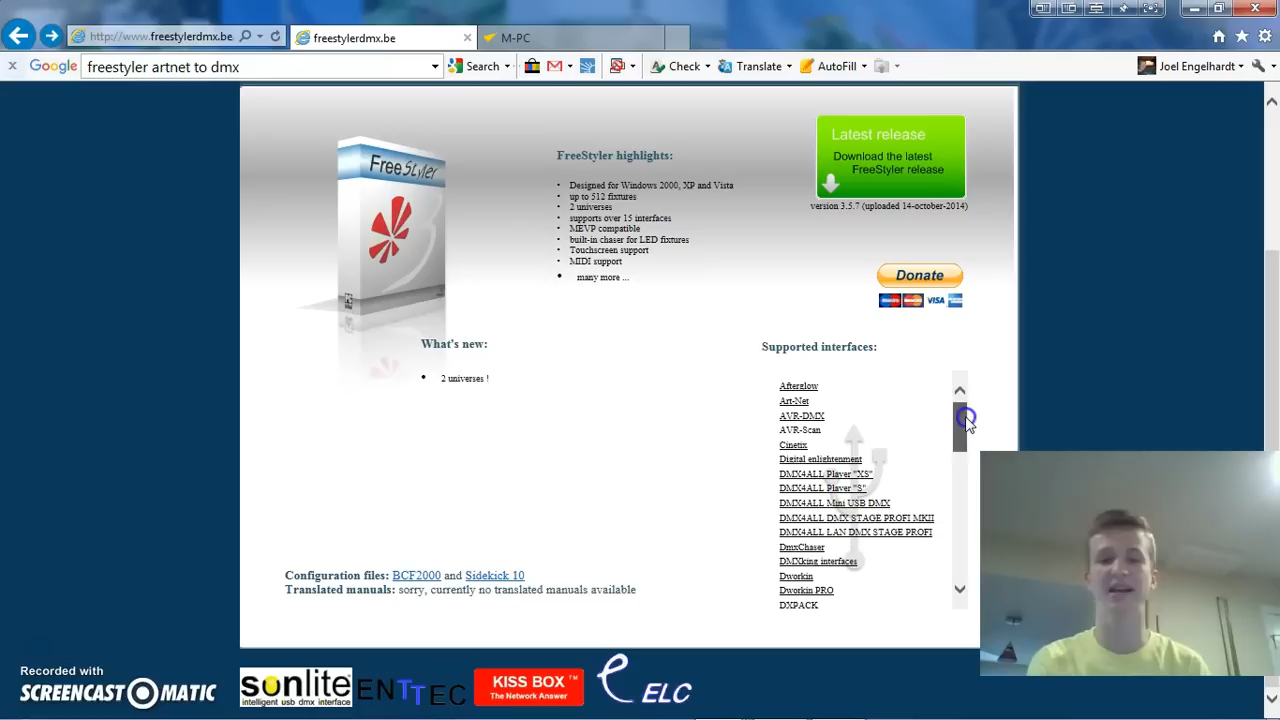 http://www.freestylerdmx.be
freestylerdmx.be
M-PC
Google
freestyler artnet to dmx
Search
Check
Translate
AutoFill
Joel Engelhardt
FreeStyler
FreeStyler highlights:
• Designed for Windows 2000, XP and Vista
• up to 512 fixtures
• 2 universes
• supports over 15 interfaces
• MEVP compatible
• built-in chaser for LED fixtures
• Touchscreen support
• MIDI support
• many more ...
Latest release
Download the latest
FreeStyler release
version 3.5.7 (uploaded 14-october-2014)
Donate
VISA
What's new:
• 2 universes !
Supported interfaces:
Afterglow
Art-Net
AVR-DMX
AVR-Scan
Cinetix
Digital enlightenment
DMX4ALL Player "XS"
DMX4ALL Player "S"
DMX4ALL Mini USB DMX
DMX4ALL DMX STAGE PROFI MKII
DMX4ALL LAN DMX STAGE PROFI
DmxChaser
DMXking interfaces
Dworkin
Dworkin PRO
DXPACK
Configuration files: BCF2000 and Sidekick 10
Translated manuals: sorry, currently no translated manuals available
Recorded with
SCREENCAST-O-MATIC
sunlite
intelligent usb dmx interface
ENTTEC
KISS BOX™
The Network Answer
e ELC